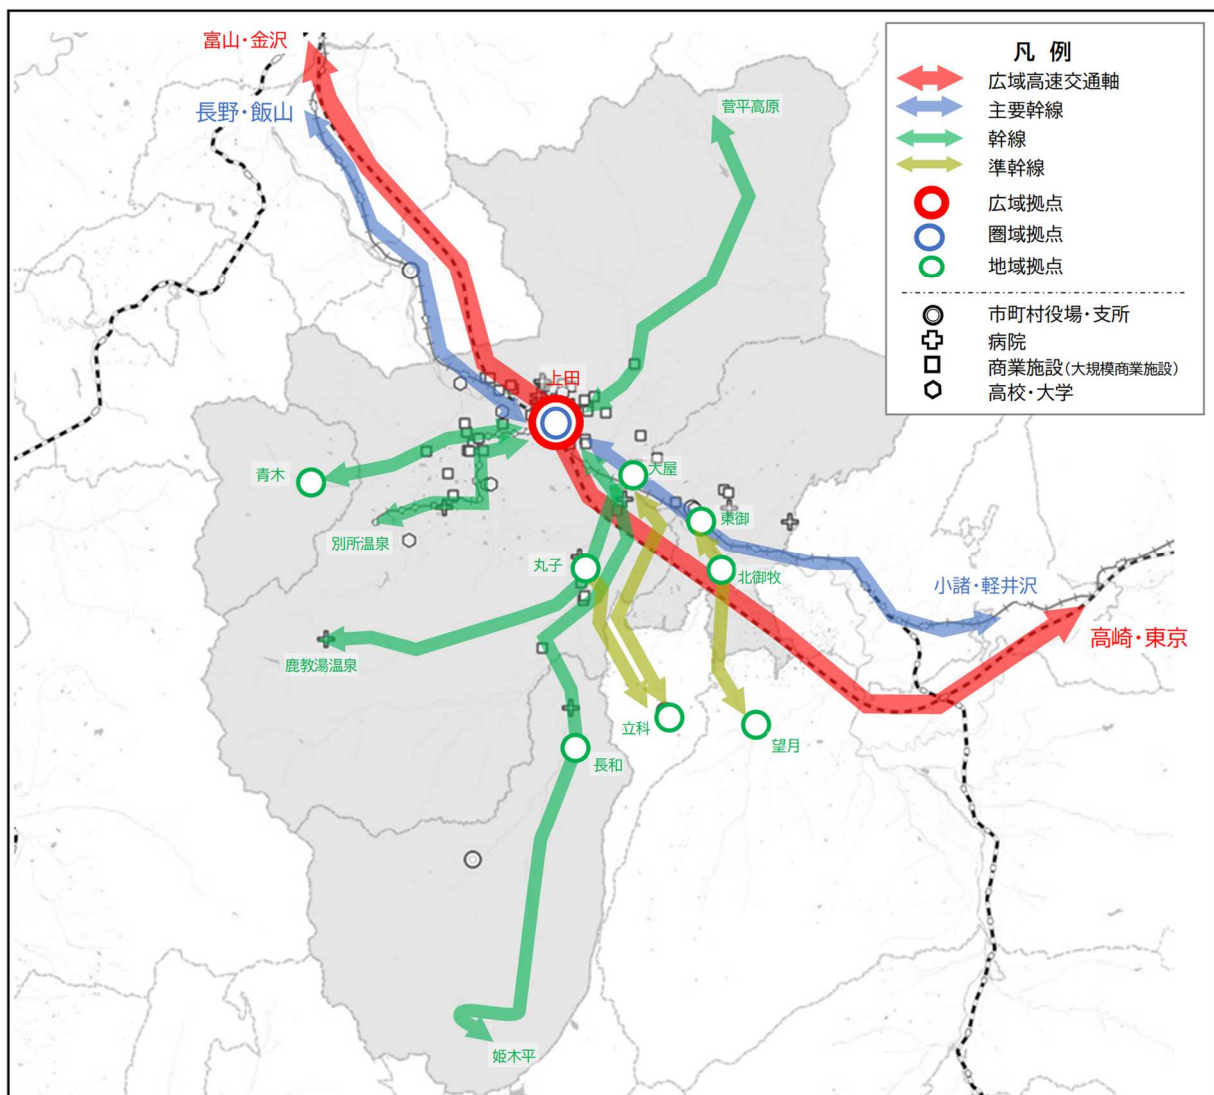 富山・金沢
長野・飯山
菅平高原
凡 例
広域高速交通軸
主要幹線
幹線
準幹線
広域拠点
圏域拠点
地域拠点
市町村役場・支所
病院
商業施設(大規模商業施設)
高校・大学
上田
青木
大屋
別所温泉
東御
丸子
北御牧
小諸・軽井沢
高崎・東京
鹿教湯温泉
立科
望月
長和
姫木平